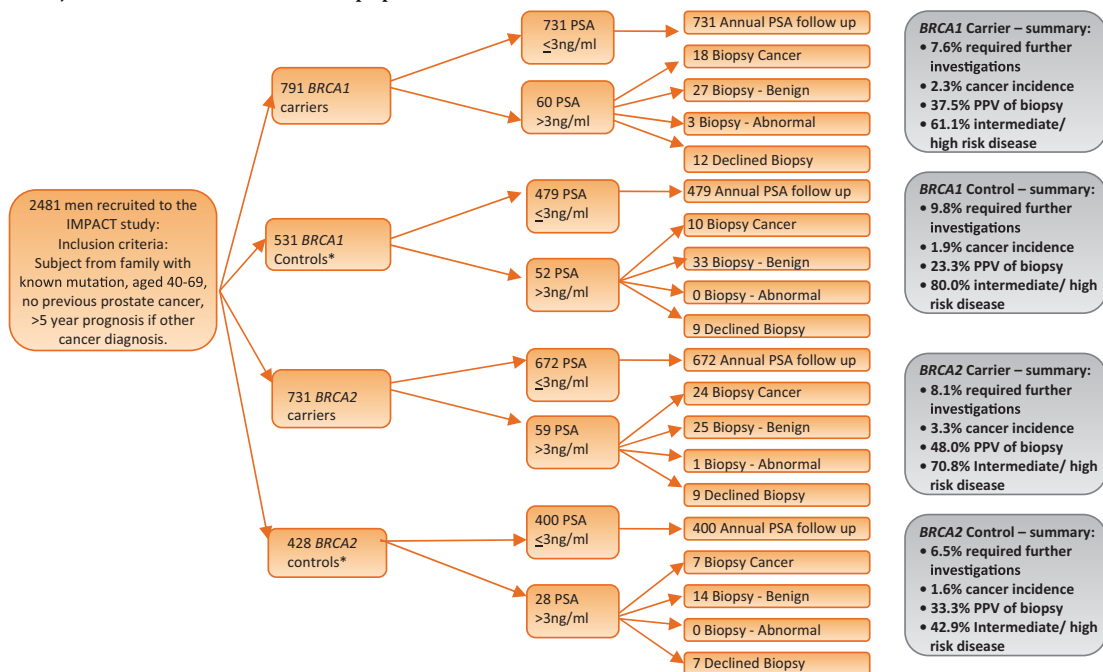 2481 men recruited to the
IMPACT study:
Inclusion criteria:
Subject from family with
known mutation, aged 40-69,
no previous prostate cancer,
>5 year prognosis if other
cancer diagnosis.
791 BRCA1
carriers
731 PSA
≤3ng/ml
731 Annual PSA follow up
60 PSA
>3ng/ml
18 Biopsy Cancer
27 Biopsy - Benign
3 Biopsy - Abnormal
12 Declined Biopsy
BRCA1 Carrier – summary:
• 7.6% required further
investigations
• 2.3% cancer incidence
• 37.5% PPV of biopsy
• 61.1% intermediate/
high risk disease
531 BRCA1
Controls*
479 PSA
≤3ng/ml
479 Annual PSA follow up
52 PSA
>3ng/ml
10 Biopsy Cancer
33 Biopsy - Benign
0 Biopsy - Abnormal
9 Declined Biopsy
BRCA1 Control – summary:
• 9.8% required further
investigations
• 1.9% cancer incidence
• 23.3% PPV of biopsy
• 80.0% intermediate/ high
risk disease
731 BRCA2
carriers
672 PSA
≤3ng/ml
672 Annual PSA follow up
59 PSA
>3ng/ml
24 Biopsy Cancer
25 Biopsy - Benign
1 Biopsy - Abnormal
9 Declined Biopsy
BRCA2 Carrier – summary:
• 8.1% required further
investigations
• 3.3% cancer incidence
• 48.0% PPV of biopsy
• 70.8% Intermediate/ high
risk disease
428 BRCA2
controls*
400 PSA
≤3ng/ml
400 Annual PSA follow up
28 PSA
>3ng/ml
7 Biopsy Cancer
14 Biopsy - Benign
0 Biopsy - Abnormal
7 Declined Biopsy
BRCA2 Control – summary:
• 6.5% required further
investigations
• 1.6% cancer incidence
• 33.3% PPV of biopsy
• 42.9% Intermediate/ high
risk disease